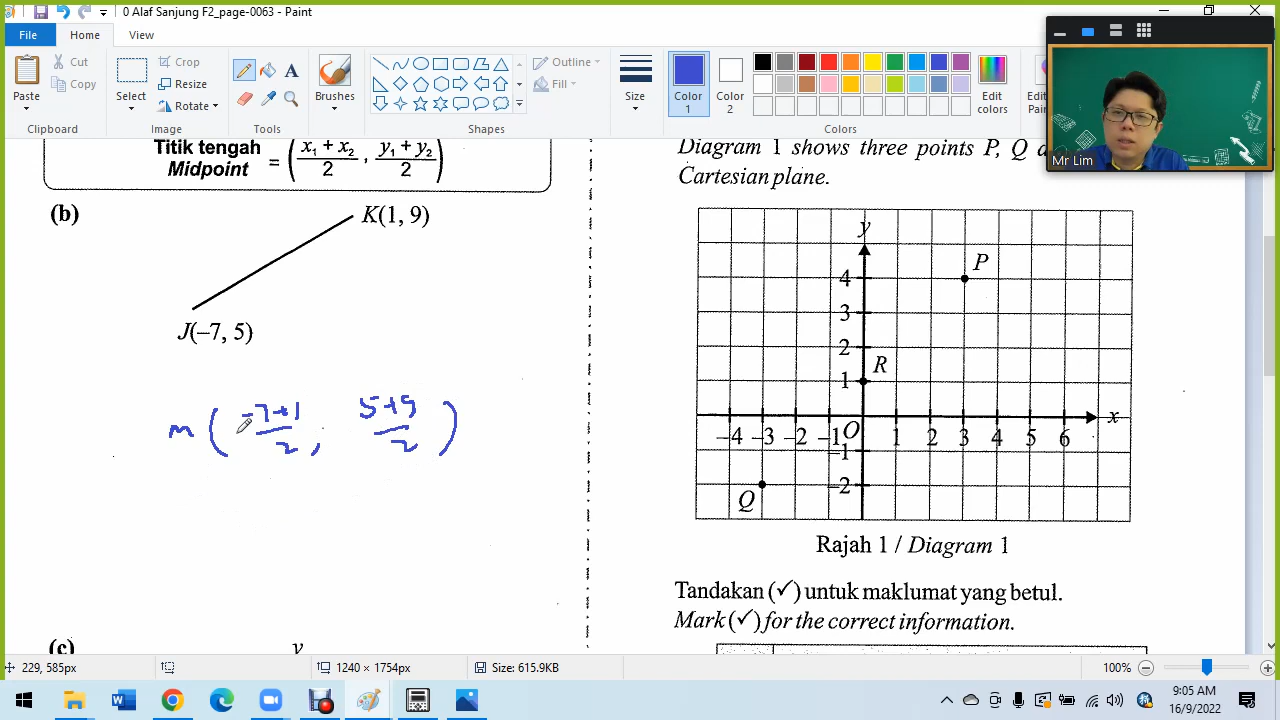 0 Alaf Sanjung F2_page-0063 - Paint
File
Home
View
Paste
Cut
Copy
Clipboard
Select
Crop
Resize
Rotate
Image
A
Tools
Brushes
Shapes
Outline
Fill
Size
Color 1
Color 2
Edit colors
Edit
Colors
Mr Lim
Titik tengah
Midpoint
= ( x₁ + x₂ / 2 , y₁ + y₂ / 2 )
(b)
K(1, 9)
J(–7, 5)
m ( -7+1 / 2 , 5+9 / 2 )
(c)
y
Diagram 1 shows three points P, Q
Cartesian plane.
y
P
4
3
2
R
1
O
x
–4 –3 –2 –1 1 2 3 4 5 6
–1
–2
Q
Rajah 1 / Diagram 1
Tandakan (✓) untuk maklumat yang betul.
Mark (✓) for the correct information.
229, 585px
1240 × 1754px
Size: 615.9KB
100%
9:05 AM
16/9/2022